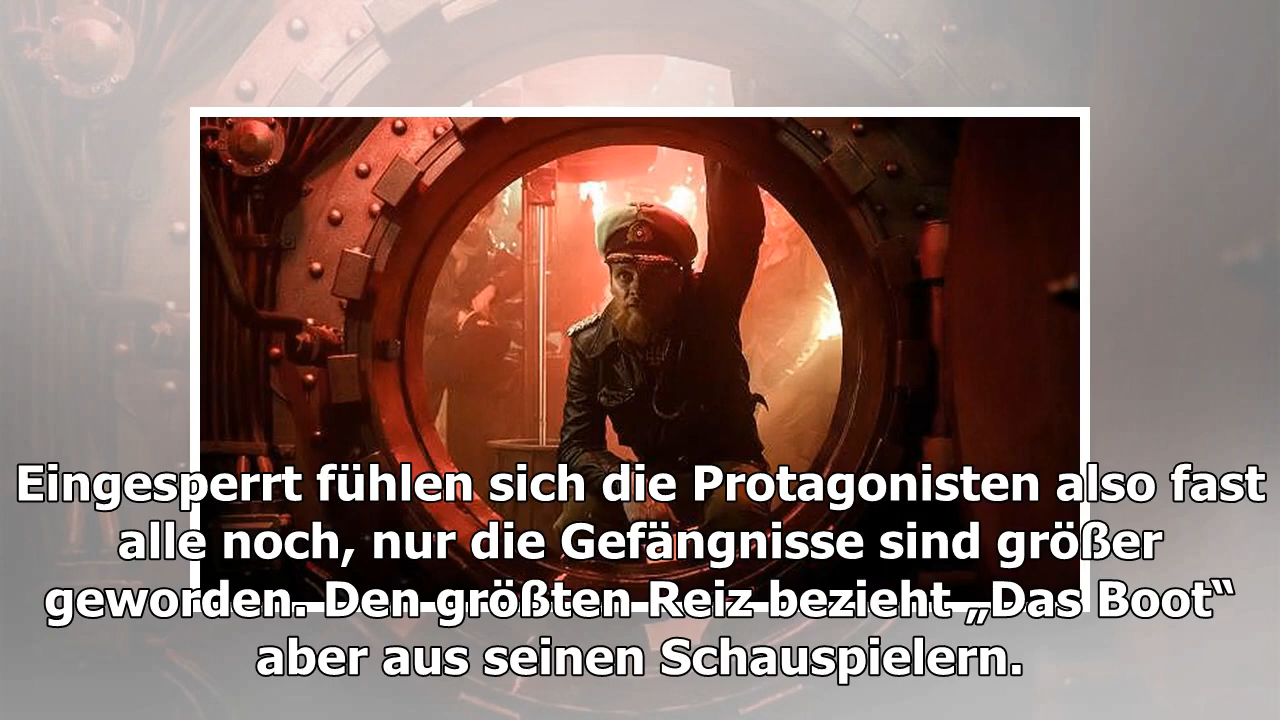 Eingesperrt fühlen sich die Protagonisten also fast
alle noch, nur die Gefängnisse sind größer
geworden. Den größten Reiz bezieht „Das Boot“
aber aus seinen Schauspielern.